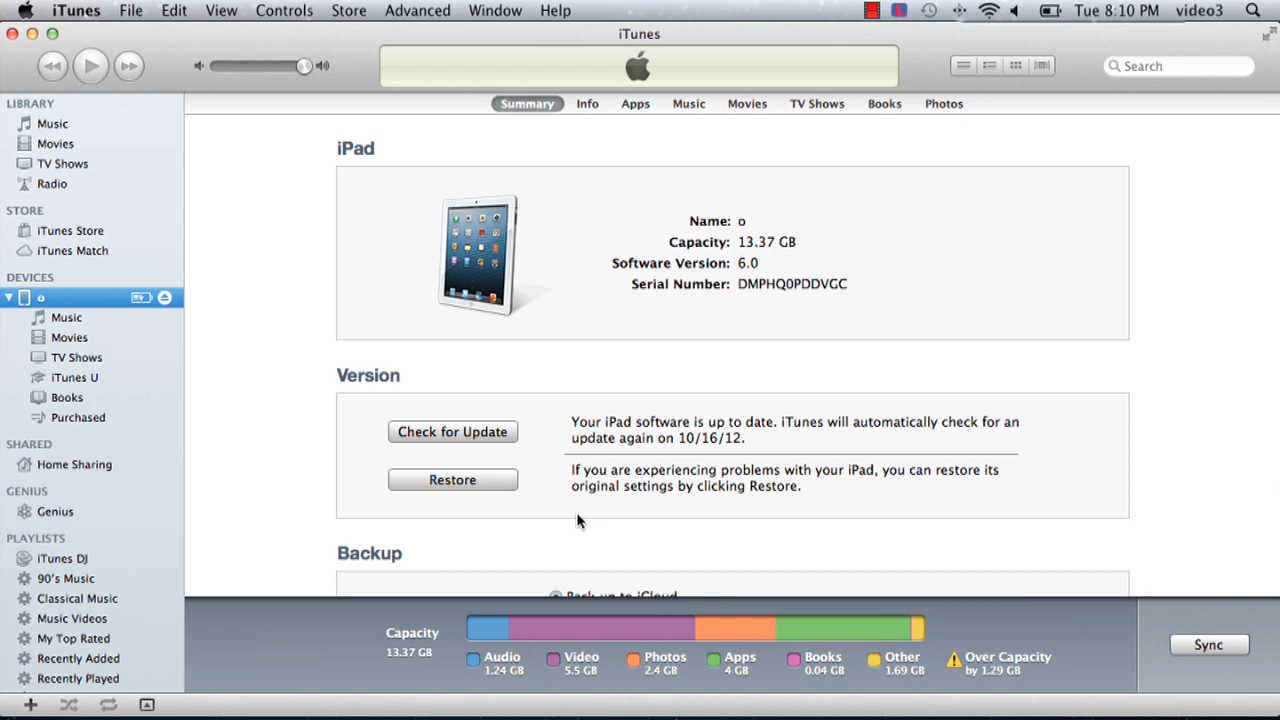 iTunes File Edit View Controls Store Advanced Window Help Tue 8:10 PM video3
iTunes
Search
LIBRARY
Music
Movies
TV Shows
Radio
STORE
iTunes Store
iTunes Match
DEVICES
o
Music
Movies
TV Shows
iTunes U
Books
Purchased
SHARED
Home Sharing
GENIUS
Genius
PLAYLISTS
iTunes DJ
90's Music
Classical Music
Music Videos
My Top Rated
Recently Added
Recently Played
Summary Info Apps Music Movies TV Shows Books Photos
iPad
Name: o
Capacity: 13.37 GB
Software Version: 6.0
Serial Number: DMPHQ0PDDVGC
Version
Check for Update
Your iPad software is up to date. iTunes will automatically check for an
update again on 10/16/12.
Restore
If you are experiencing problems with your iPad, you can restore its
original settings by clicking Restore.
Backup
Back up to iCloud
Capacity
13.37 GB
Audio Video Photos Apps Books Other Over Capacity
1.24 GB 5.5 GB 2.4 GB 4 GB 0.04 GB 1.69 GB by 1.29 GB
Sync